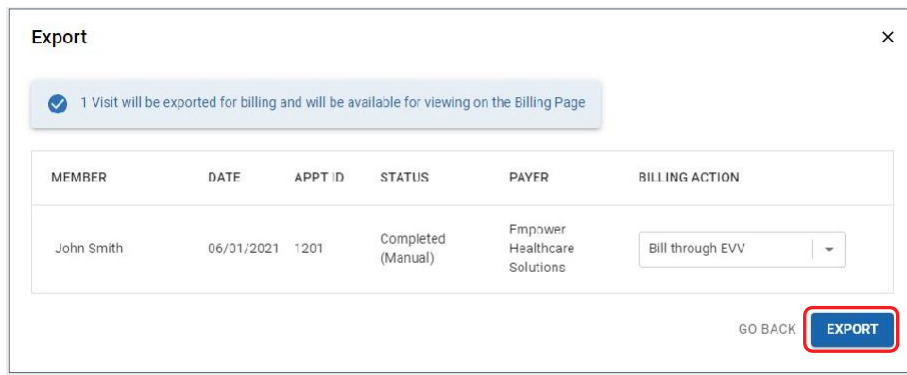 Export
1 Visit will be exported for billing and will be available for viewing on the Billing Page
MEMBER DATE APPT ID STATUS PAYER BILLING ACTION
John Smith 06/01/2021 1201 Completed (Manual) Empower Healthcare Solutions Bill through EVV
GO BACK EXPORT